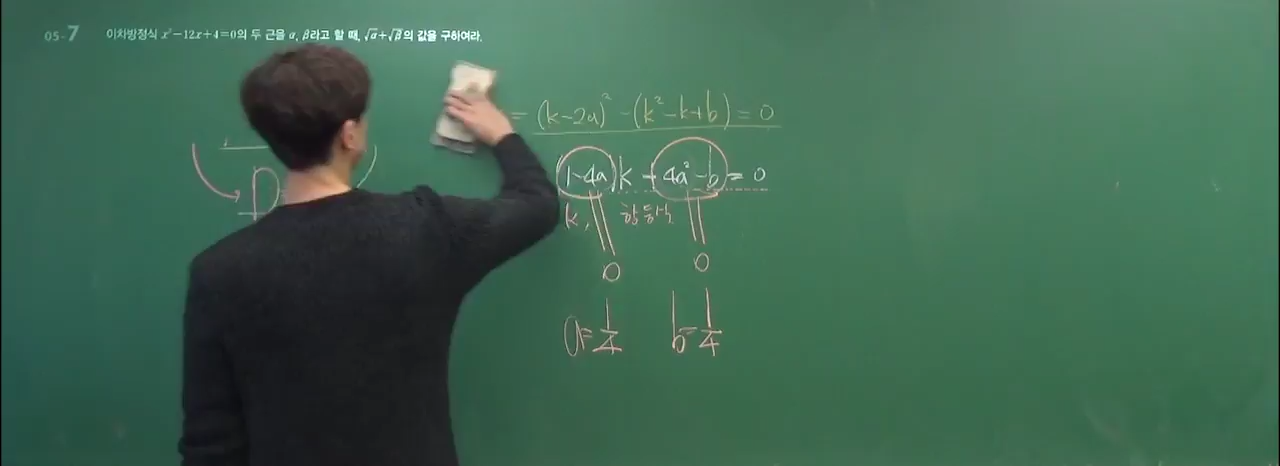 05-7 이차방정식 x²-12x+4=0의 두 근을 α, β라고 할 때, √α+√β의 값을 구하여라.
= (k-2a)² - (k²-k+b) = 0
(1-4a)k + 4a² - b = 0
k, 항등식
0 0
D
a=1/4 b=1/4